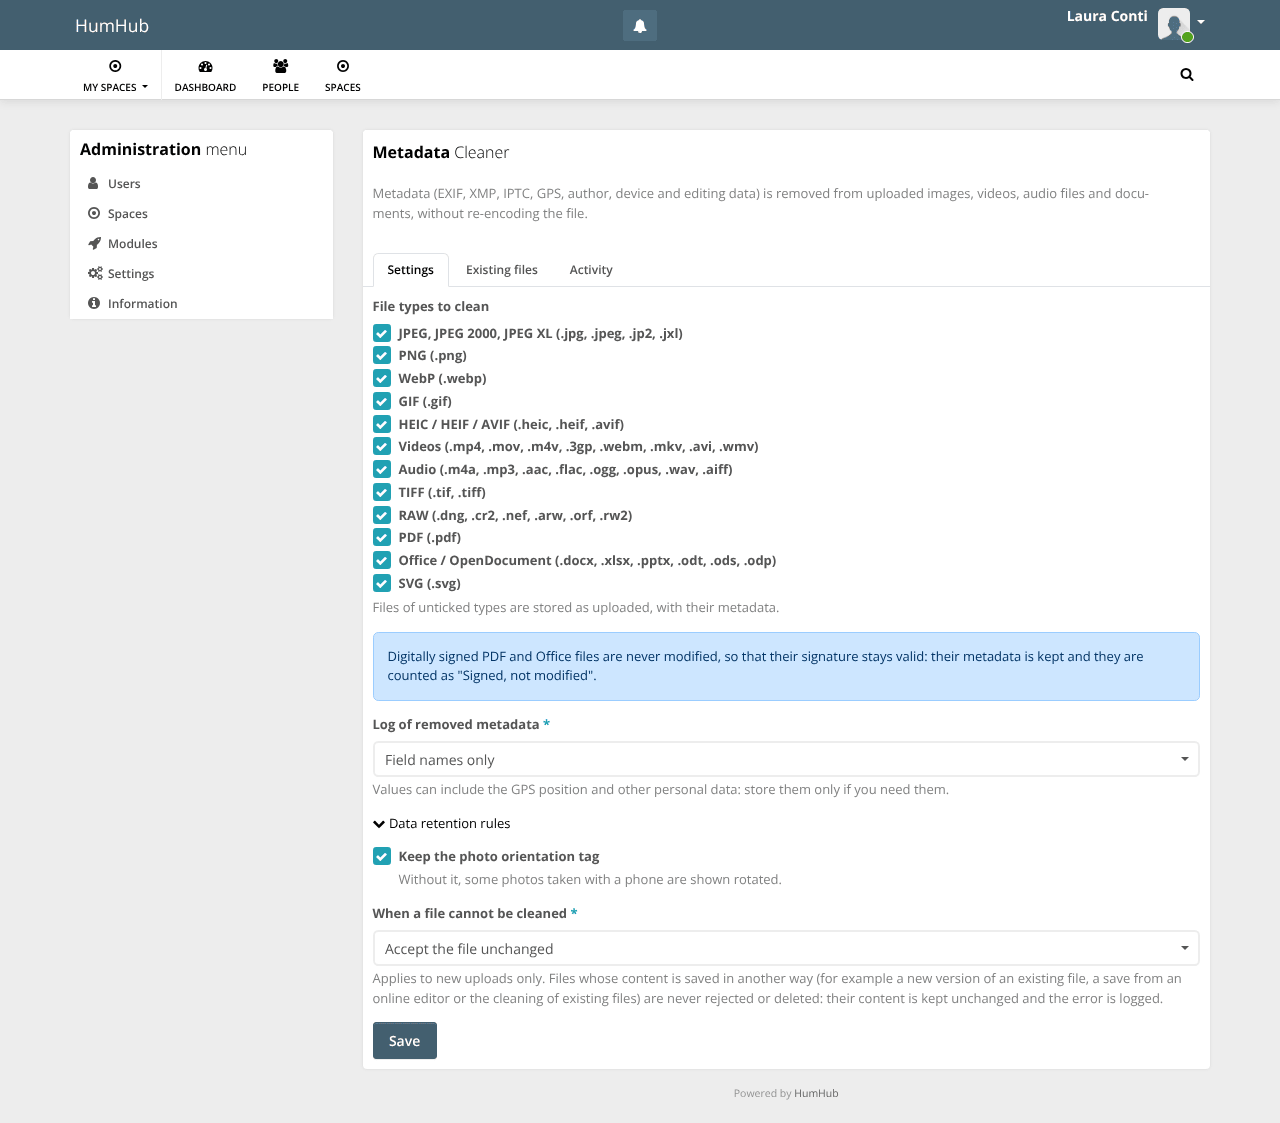 HumHub
Laura Conti
MY SPACES
DASHBOARD
PEOPLE
SPACES
Administration menu
Users
Spaces
Modules
Settings
Information
Metadata Cleaner
Metadata (EXIF, XMP, IPTC, GPS, author, device and editing data) is removed from uploaded images, videos, audio files and docu-
ments, without re-encoding the file.
Settings
Existing files
Activity
File types to clean
JPEG, JPEG 2000, JPEG XL (.jpg, .jpeg, .jp2, .jxl)
PNG (.png)
WebP (.webp)
GIF (.gif)
HEIC / HEIF / AVIF (.heic, .heif, .avif)
Videos (.mp4, .mov, .m4v, .3gp, .webm, .mkv, .avi, .wmv)
Audio (.m4a, .mp3, .aac, .flac, .ogg, .opus, .wav, .aiff)
TIFF (.tif, .tiff)
RAW (.dng, .cr2, .nef, .arw, .orf, .rw2)
PDF (.pdf)
Office / OpenDocument (.docx, .xlsx, .pptx, .odt, .ods, .odp)
SVG (.svg)
Files of unticked types are stored as uploaded, with their metadata.
Digitally signed PDF and Office files are never modified, so that their signature stays valid: their metadata is kept and they are
counted as "Signed, not modified".
Log of removed metadata *
Field names only
Values can include the GPS position and other personal data: store them only if you need them.
Data retention rules
Keep the photo orientation tag
Without it, some photos taken with a phone are shown rotated.
When a file cannot be cleaned *
Accept the file unchanged
Applies to new uploads only. Files whose content is saved in another way (for example a new version of an existing file, a save from an
online editor or the cleaning of existing files) are never rejected or deleted: their content is kept unchanged and the error is logged.
Save
Powered by HumHub